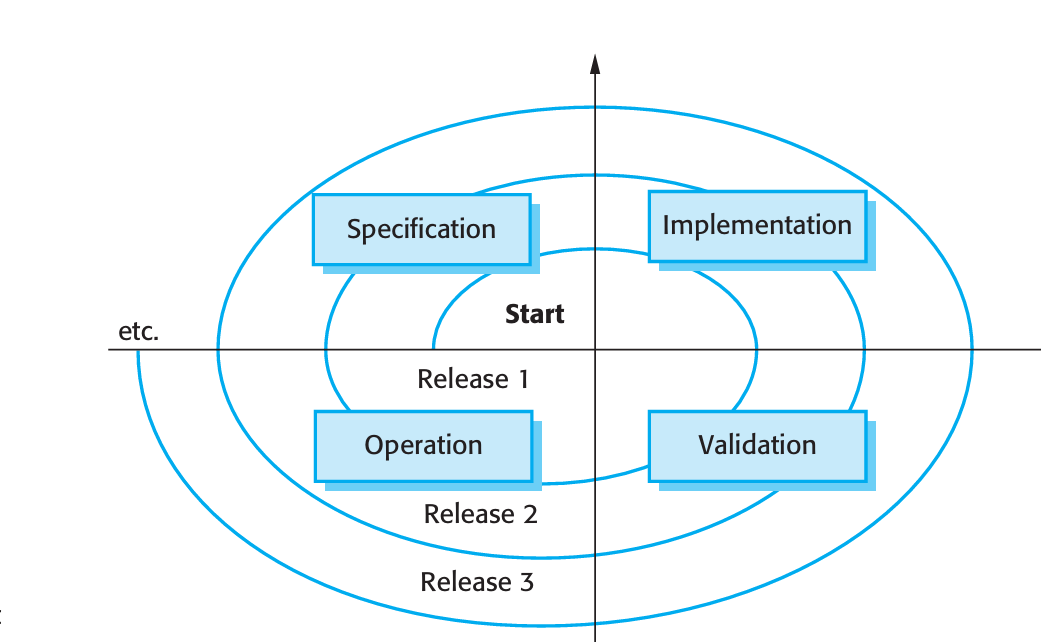 Specification
Implementation
Start
etc.
Release 1
Operation
Validation
Release 2
Release 3